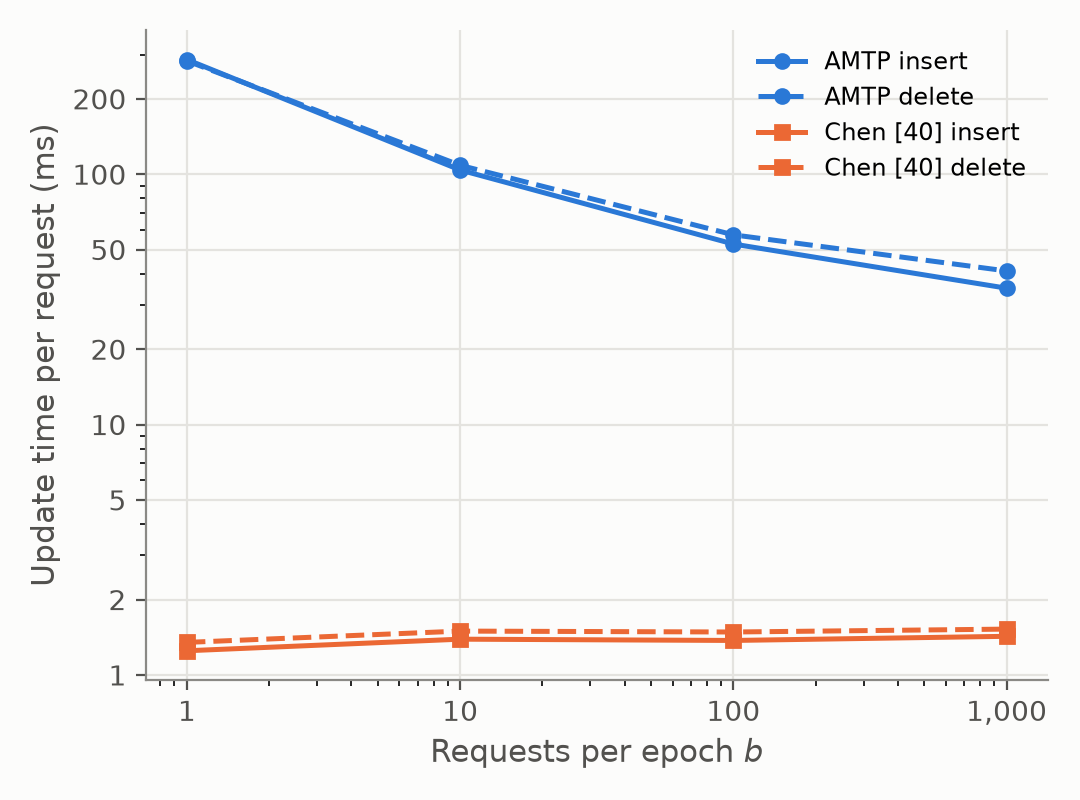 AMTP insert
AMTP delete
Chen [40] insert
Chen [40] delete
Update time per request (ms)
200
100
50
20
10
5
2
1
1 10 100 1,000
Requests per epoch b